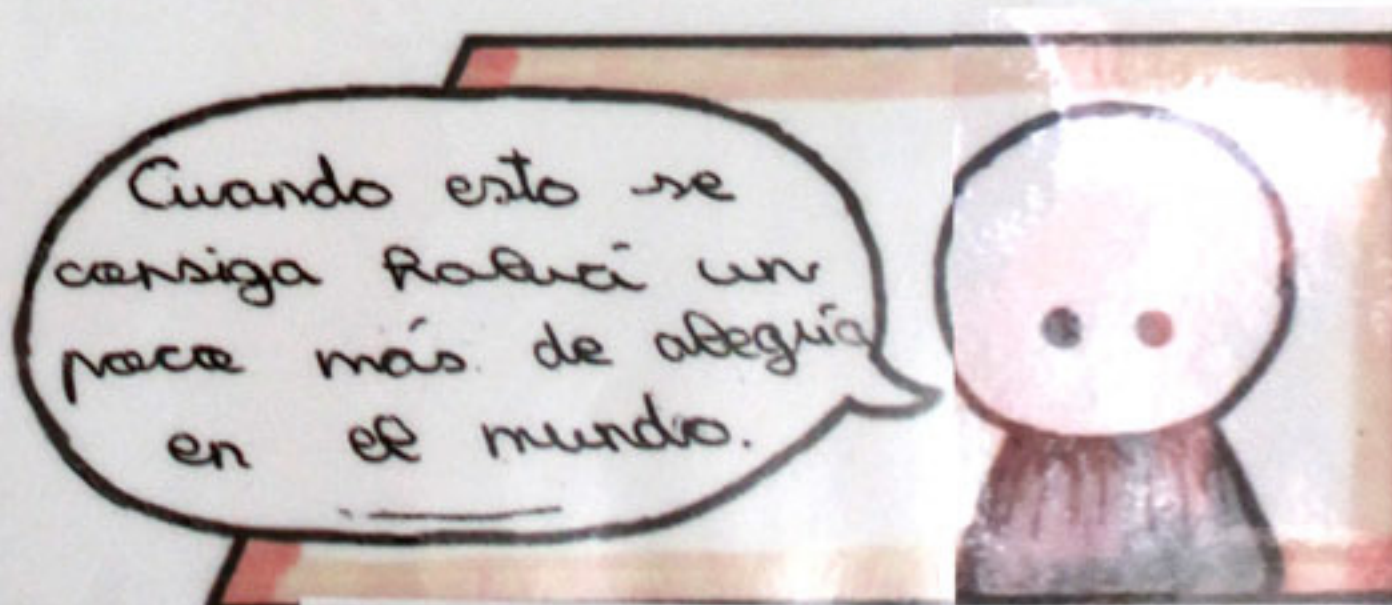 Cuando esto se
consiga habrá un
poco más de alegría
en el mundo.